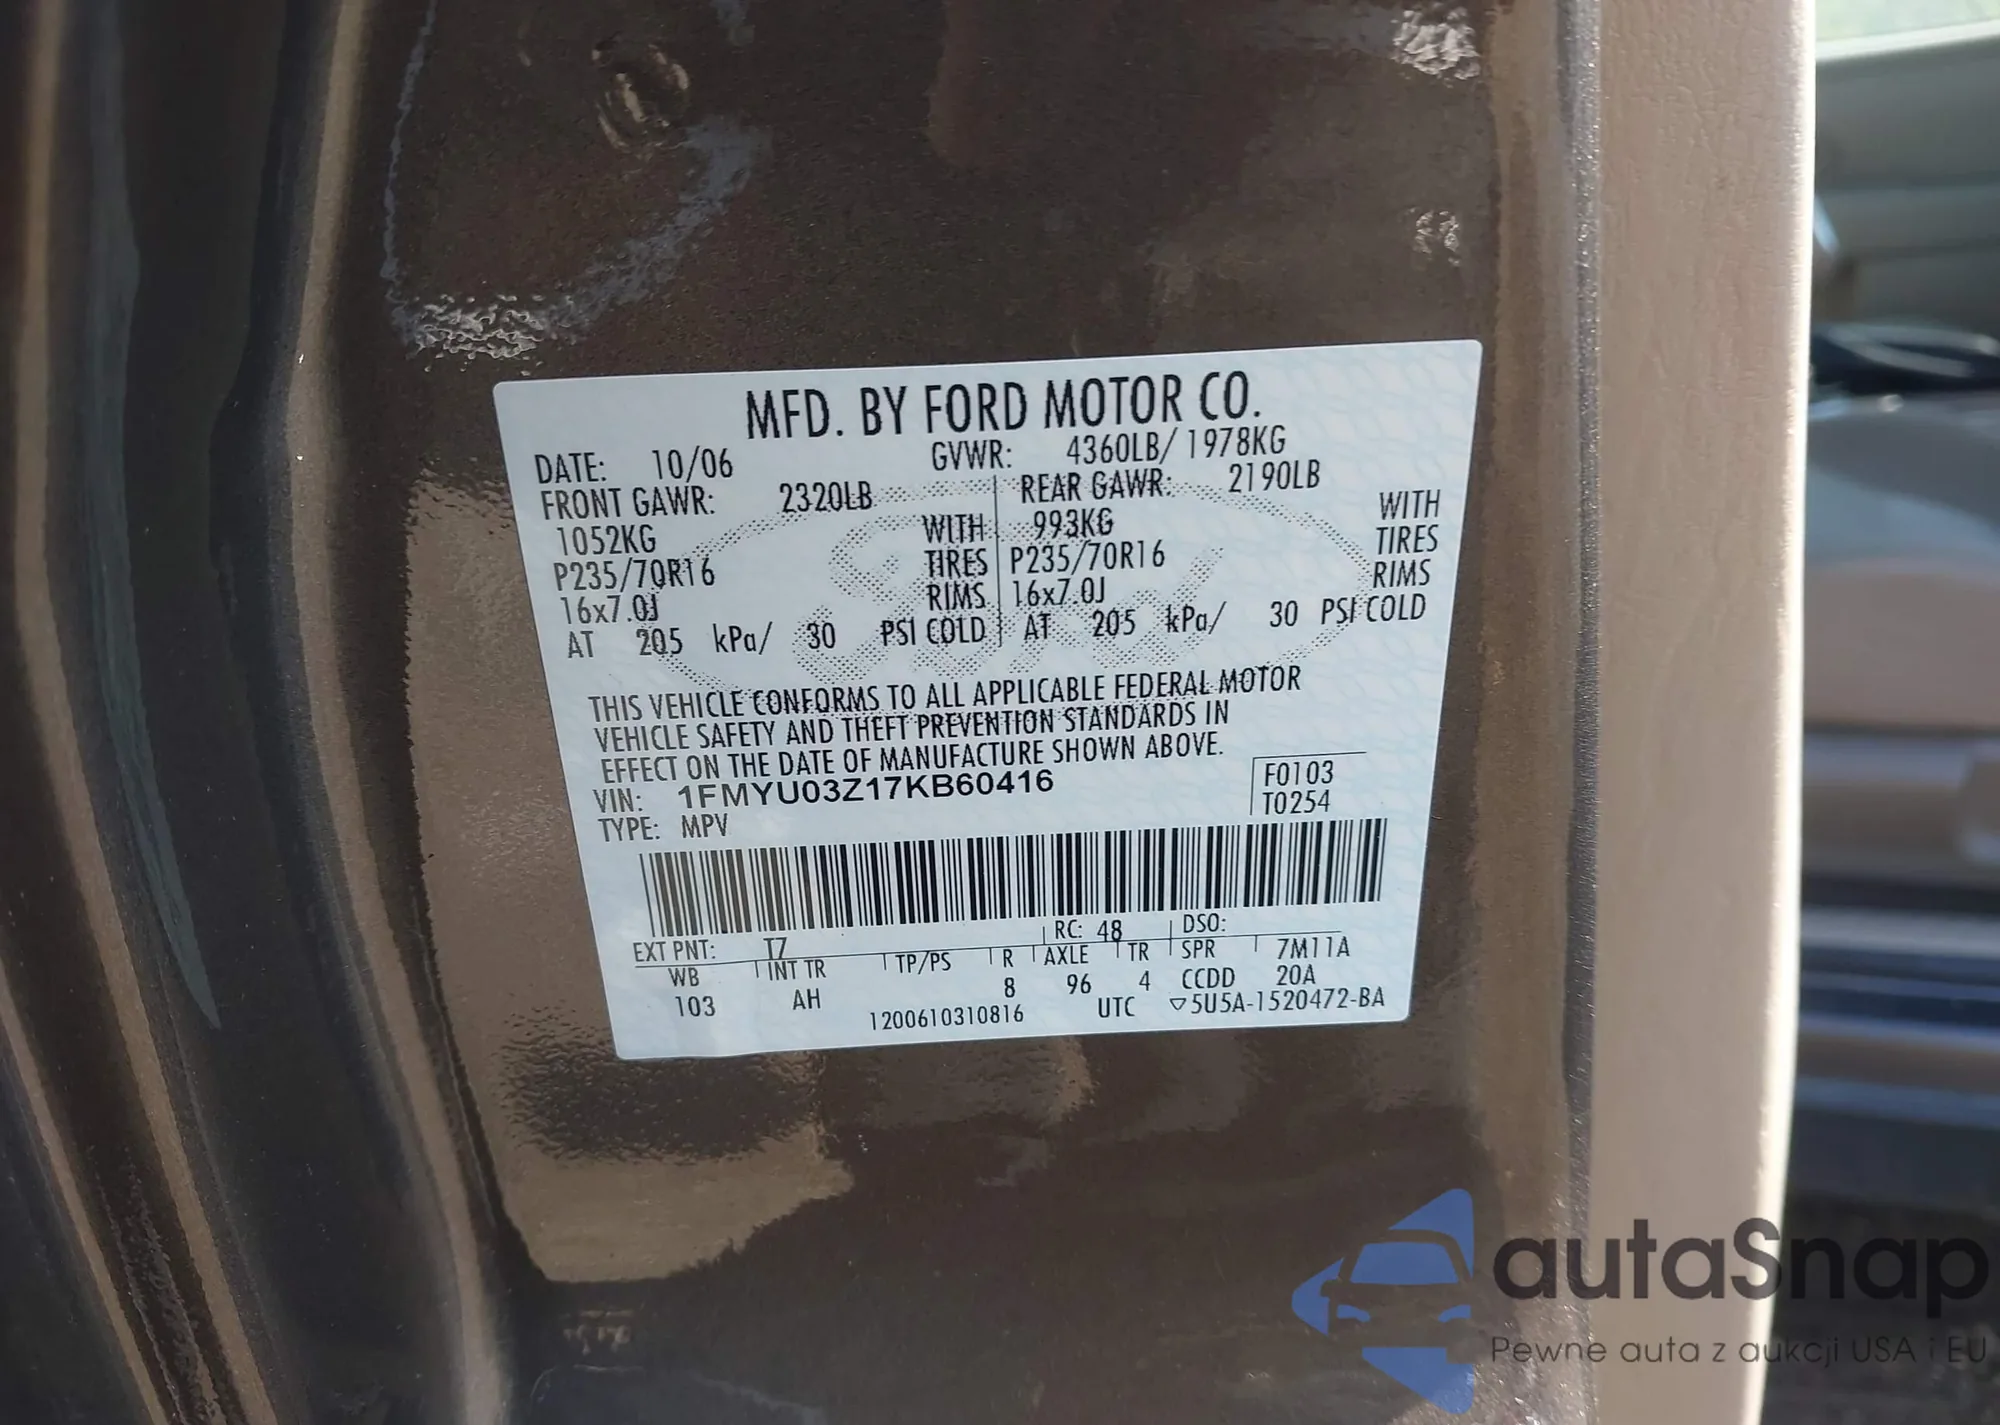 MFD. BY FORD MOTOR CO.
DATE: 10/06 GVWR: 4360LB/ 1978KG
FRONT GAWR: 2320LB REAR GAWR: 2190LB
1052KG WITH 993KG WITH
P235/70R16 TIRES P235/70R16 TIRES
16x7.0J RIMS 16x7.0J RIMS
AT 205 kPa/ 30 PSI COLD AT 205 kPa/ 30 PSI COLD
THIS VEHICLE CONFORMS TO ALL APPLICABLE FEDERAL MOTOR
VEHICLE SAFETY AND THEFT PREVENTION STANDARDS IN
EFFECT ON THE DATE OF MANUFACTURE SHOWN ABOVE.
VIN: 1FMYU03Z17KB60416 F0103
TYPE: MPV T0254
EXT PNT: T7 RC: 48 DSO:
WB INT TR TP/PS R AXLE TR SPR 7M11A
103 AH 8 96 4 CCDD 20A
1200610310816 UTC ▽5U5A-1520472-BA
autaSnap
Pewne auta z aukcji USA i EU